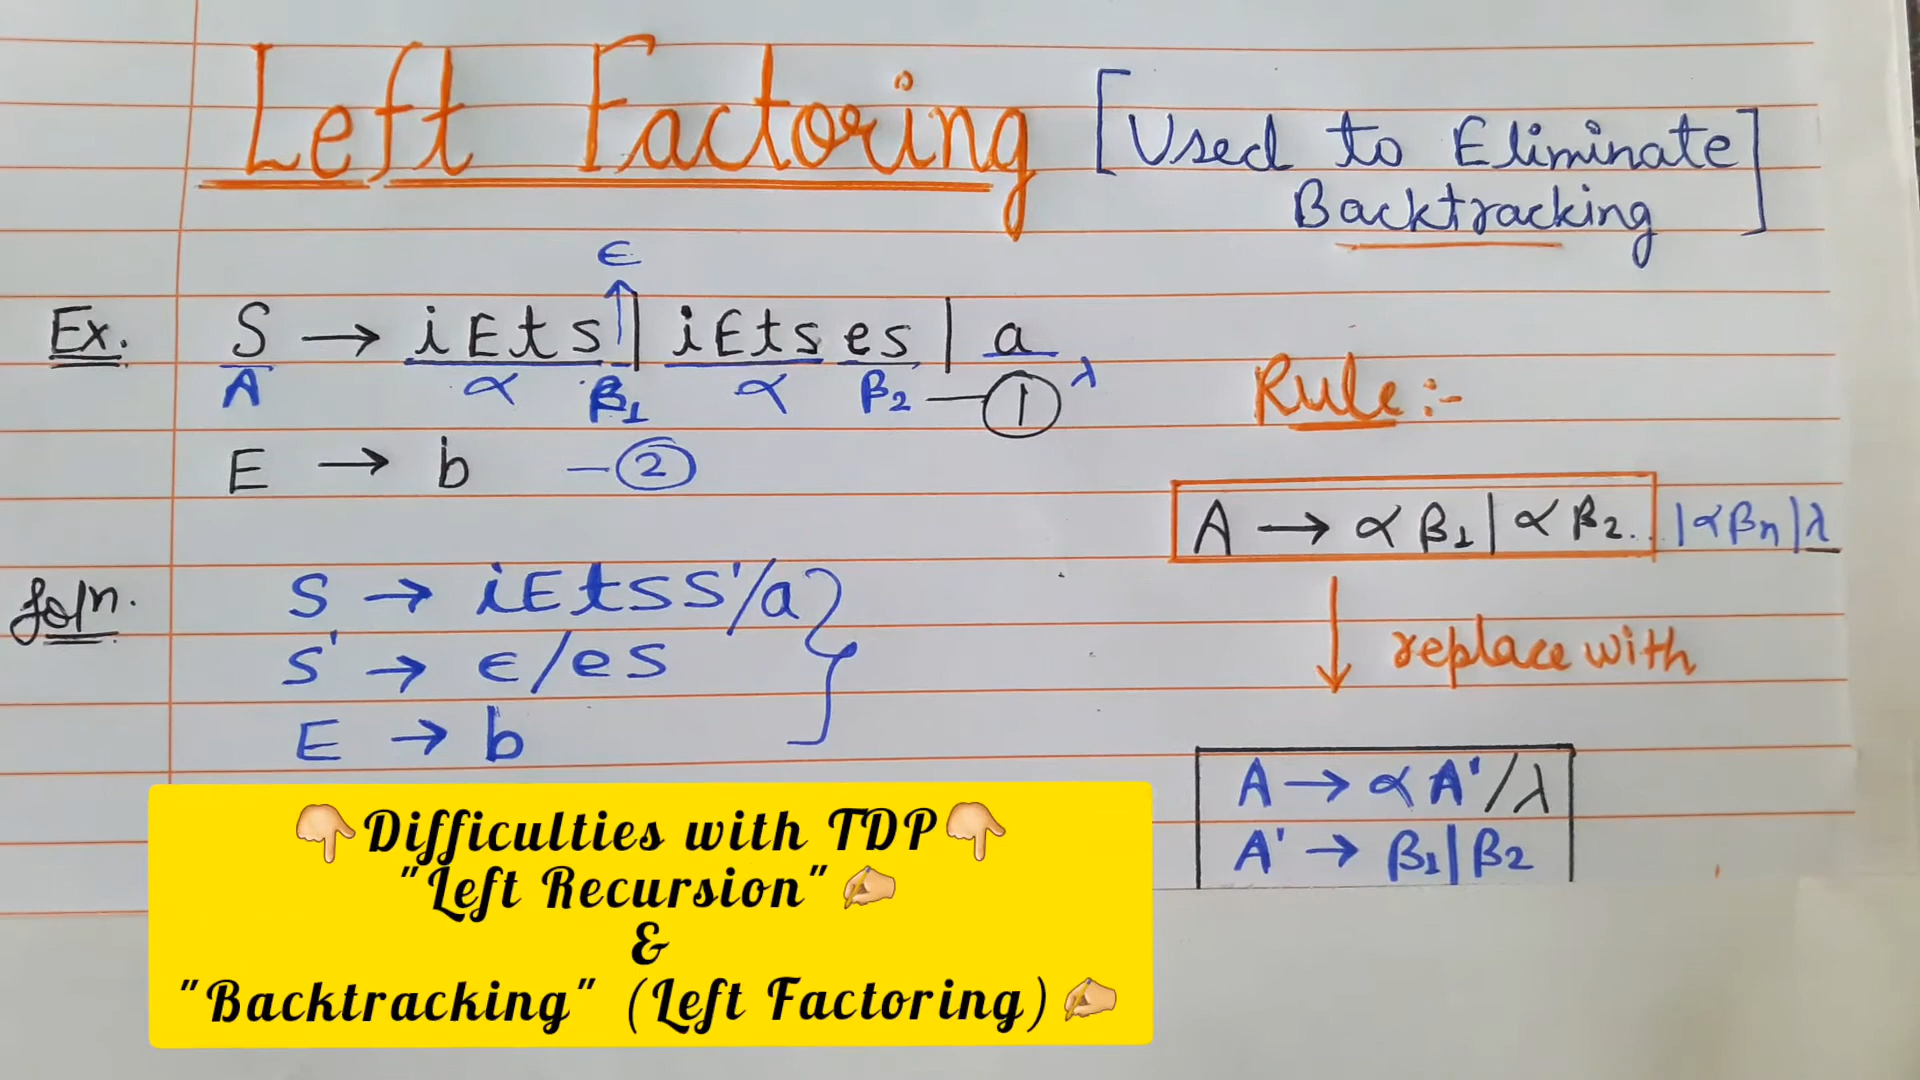 Left Factoring [Used to Eliminate
Backtracking]
ϵ
Ex. S → iEts | iEtses | a
A α β1 α β2 — ① λ
E → b — ②
Rule :-
A → αβ1 | αβ2.. | αβn | λ
replace with
A → αA'/λ
A' → β1 | β2
Soln. S → iEtSS'/a
S' → ϵ/eS
E → b
👇Difficulties with TDP👇
"Left Recursion"✍
&
"Backtracking" (Left Factoring)✍